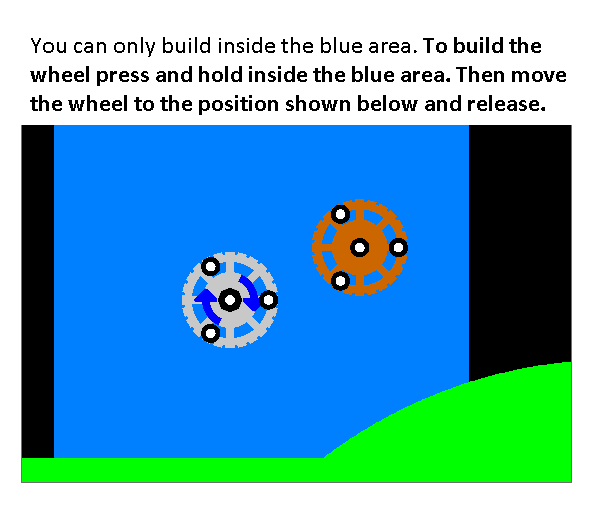 You can only build inside the blue area. To build the
wheel press and hold inside the blue area. Then move
the wheel to the position shown below and release.